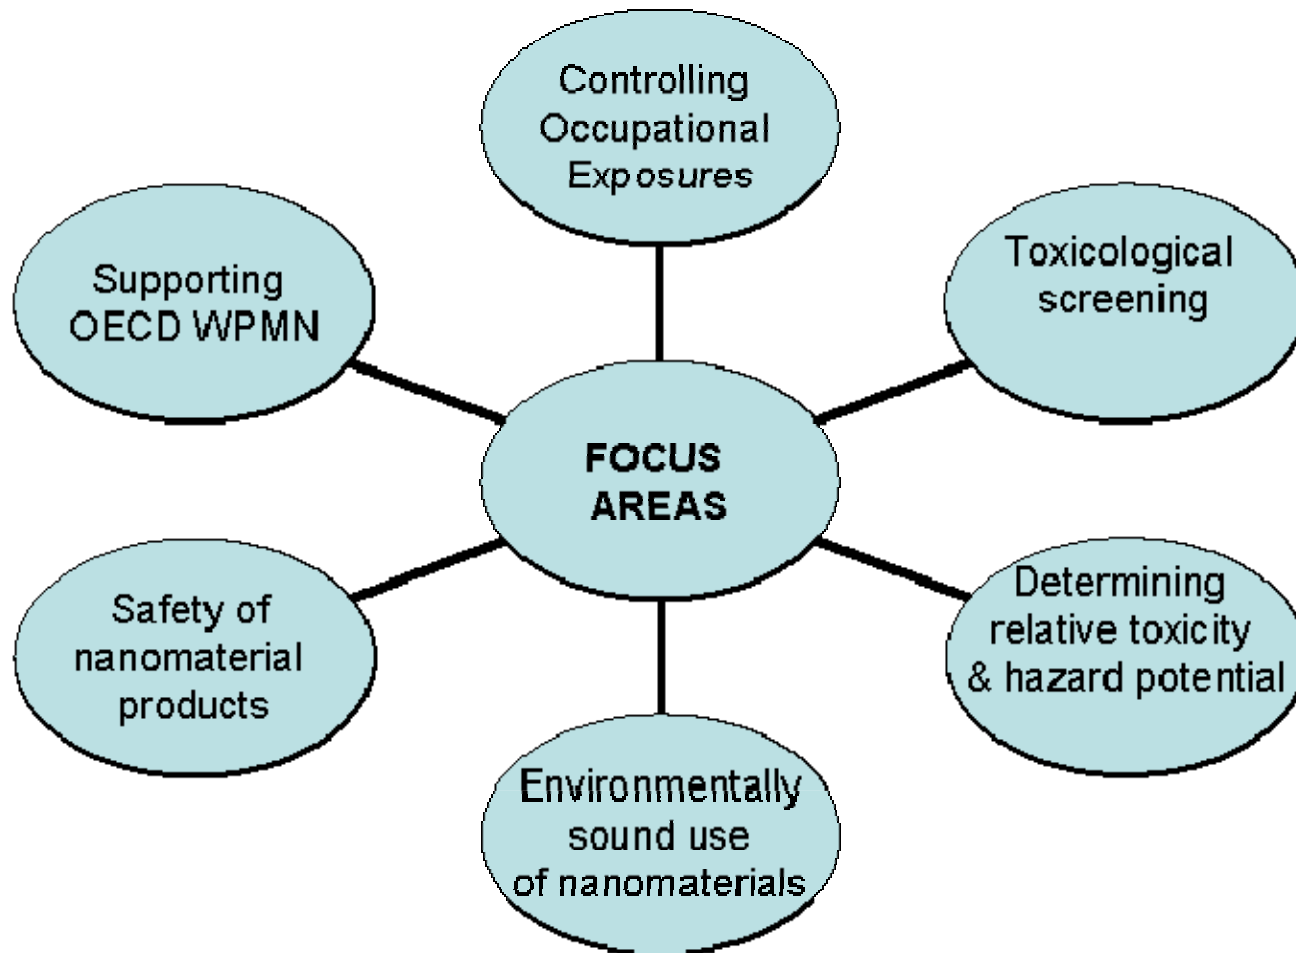 Controlling
Occupational
Exposures
Toxicological
screening
Supporting
OECD WPMN
FOCUS
AREAS
Determining
relative toxicity
& hazard potential
Safety of
nanomaterial
products
Environmentally
sound use
of nanomaterials